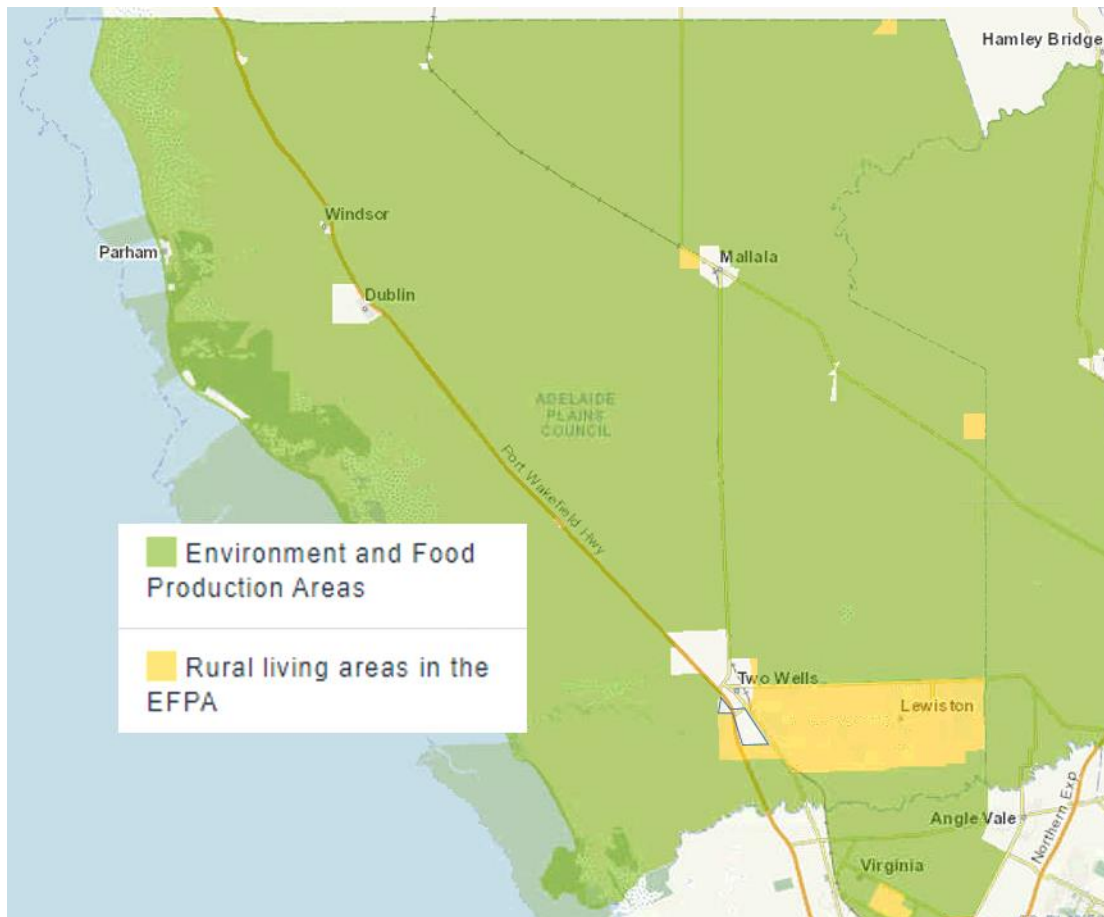 Hamley Bridge
Windsor
Parham
Mallala
Dublin
ADELAIDE
PLAINS
COUNCIL
Port Wakefield Hwy
Environment and Food
Production Areas
Rural living areas in the
EFPA
Two Wells
Lewiston
Angle Vale
Northern Exp
Virginia